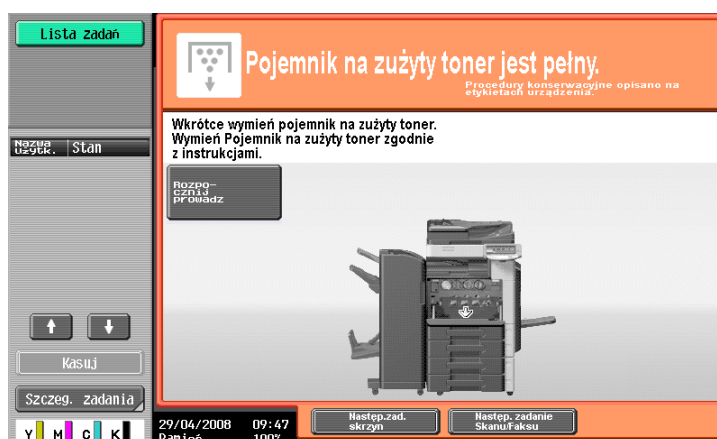 Lista zadań
Pojemnik na zużyty toner jest pełny.
Procedury konserwacyjne opisano na
etykietach urządzenia.
Wkrótce wymień pojemnik na zużyty toner.
Wymień Pojemnik na zużyty toner zgodnie
z instrukcjami.
Nazwa
Użytk.
Stan
Rozpo-
cznij
prowadz
Kasuj
Szczeg. zadania
Y M C K
29/04/2008 09:47
Pamięć 100%
Następ.zad.
skrzyn
Następ. zadanie
Skanu/Faksu